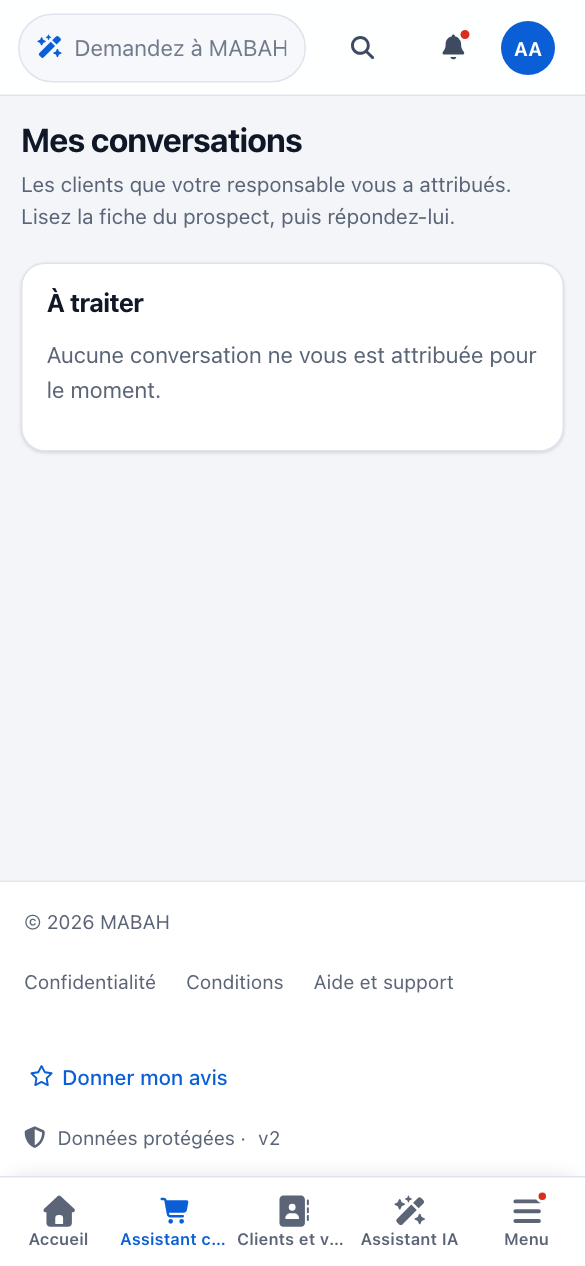 Demandez à MABAH
AA
Mes conversations
Les clients que votre responsable vous a attribués.
Lisez la fiche du prospect, puis répondez-lui.
À traiter
Aucune conversation ne vous est attribuée pour
le moment.
© 2026 MABAH
Confidentialité Conditions Aide et support
Donner mon avis
Données protégées · v2
Accueil Assistant c... Clients et v... Assistant IA Menu